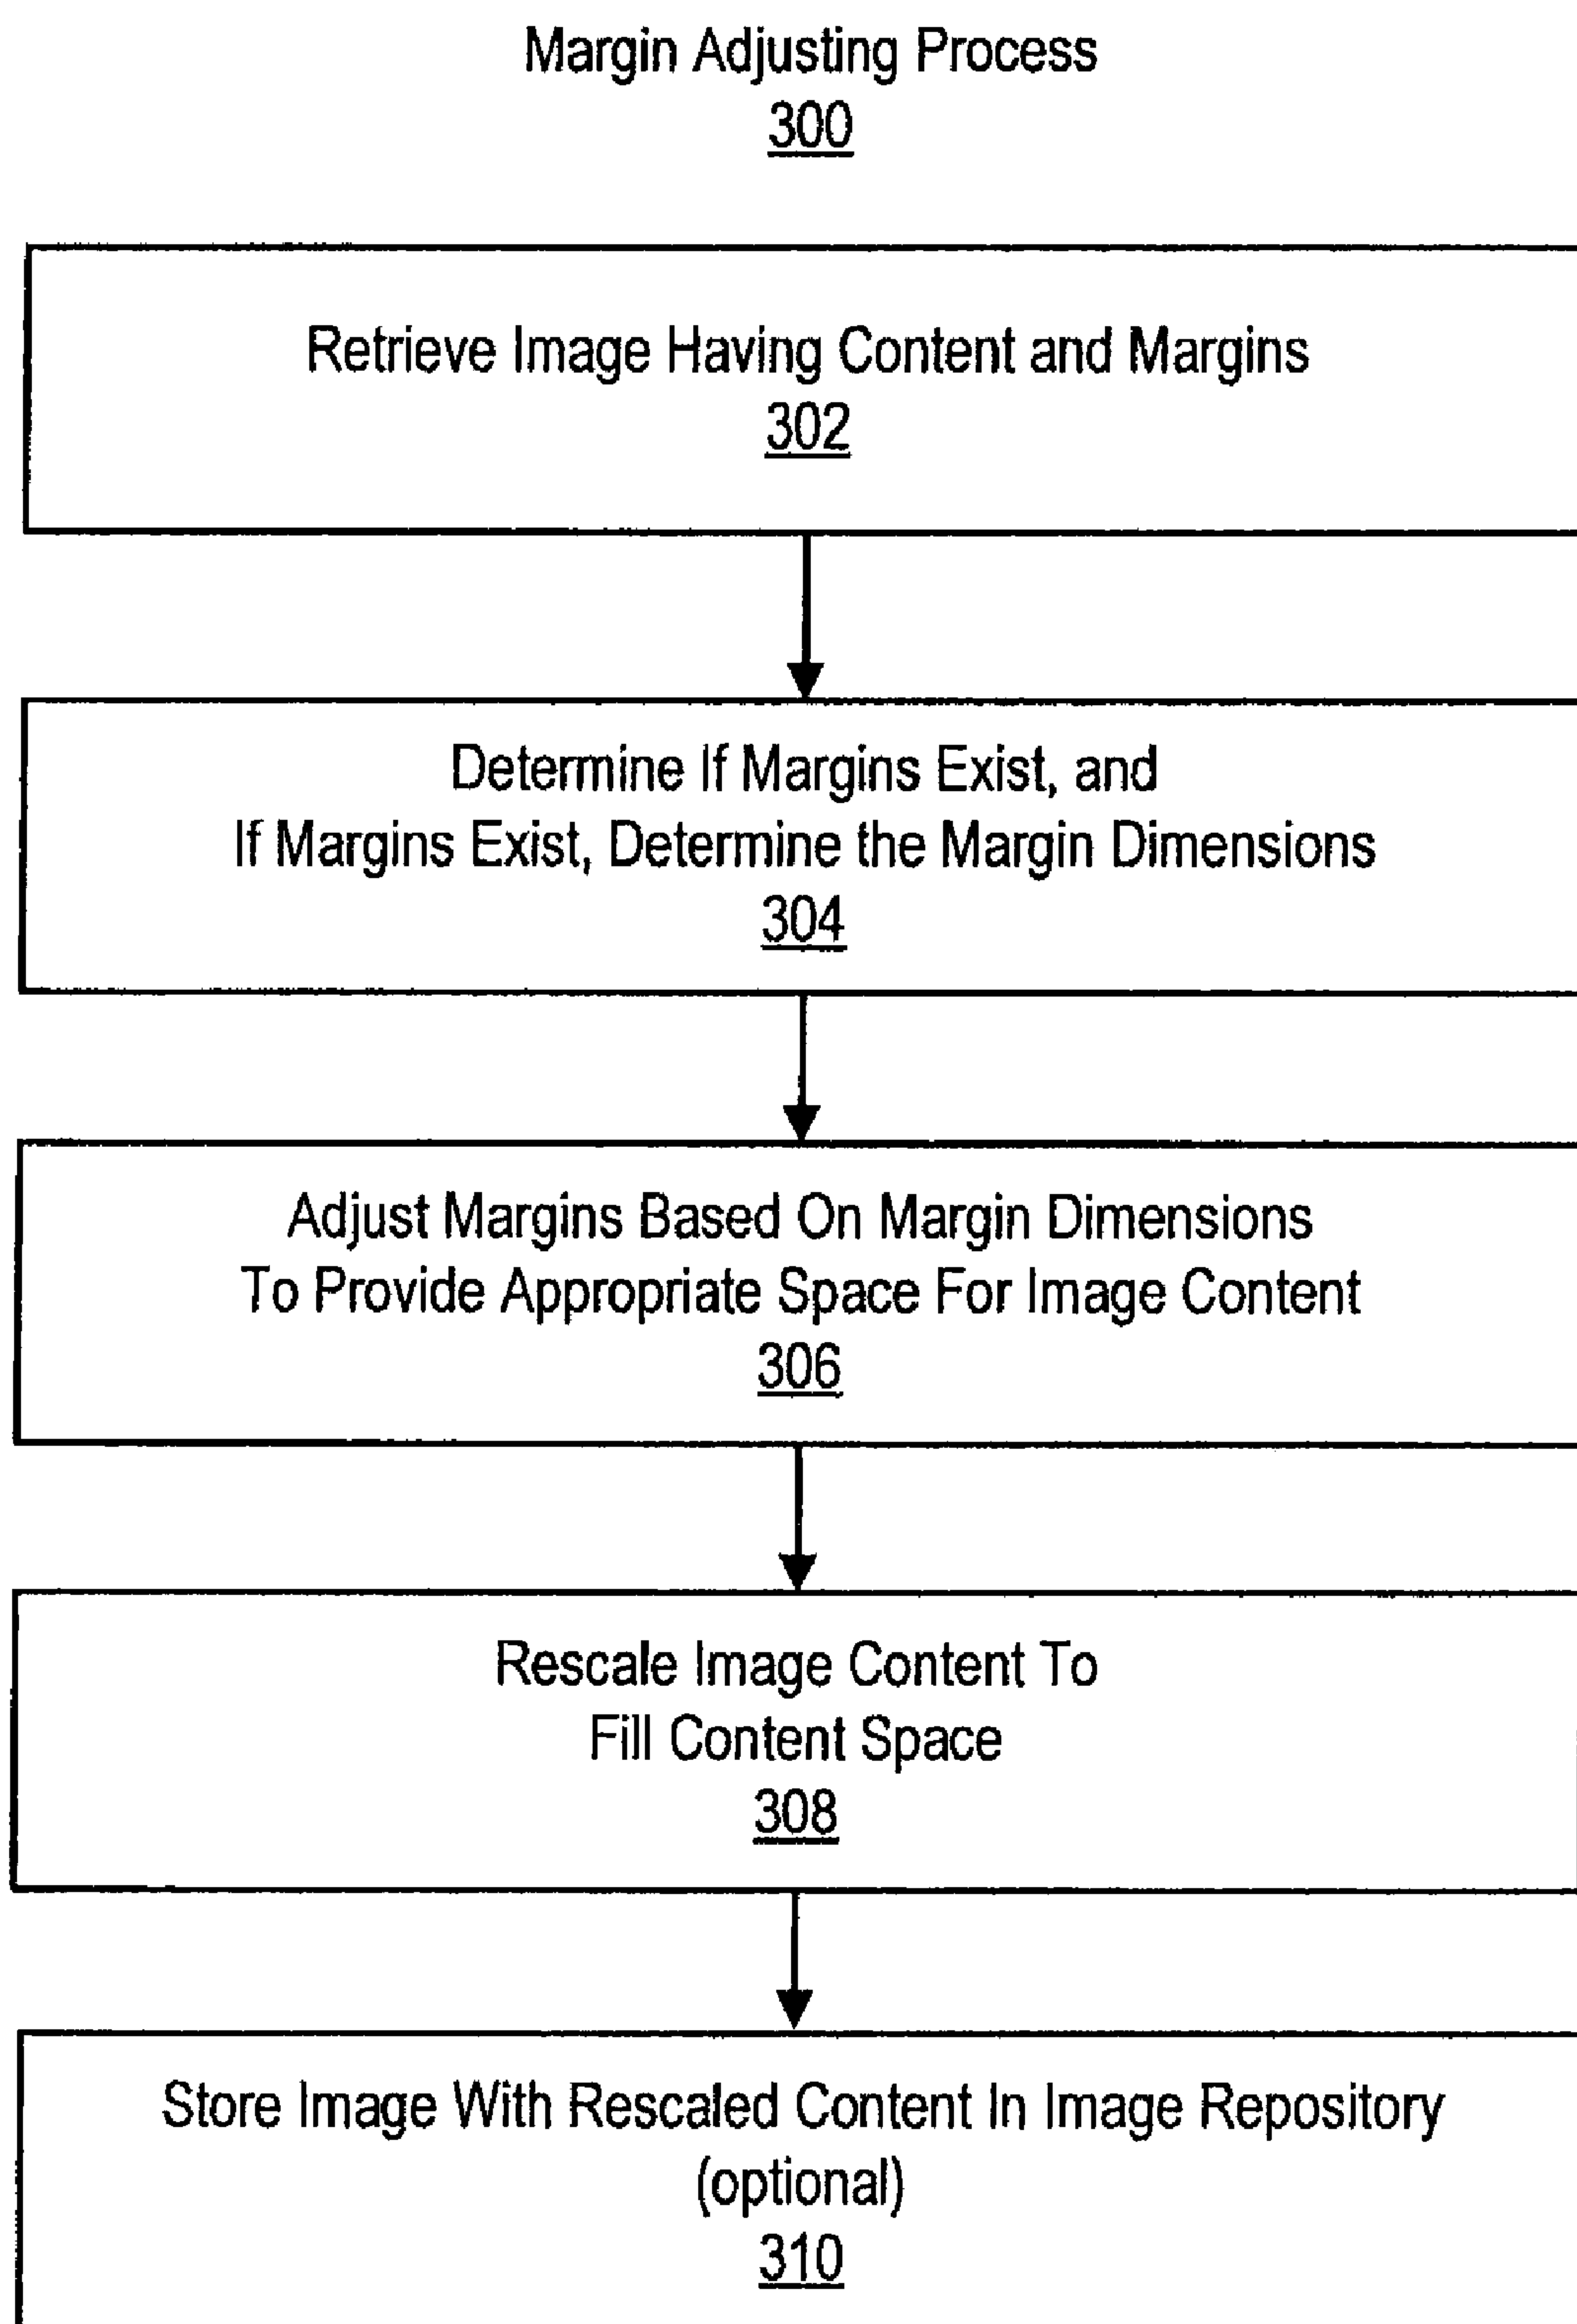 Margin Adjusting Process
300
Retrieve Image Having Content and Margins
302
Determine If Margins Exist, and
If Margins Exist, Determine the Margin Dimensions
304
Adjust Margins Based On Margin Dimensions
To Provide Appropriate Space For Image Content
306
Rescale Image Content To
Fill Content Space
308
Store Image With Rescaled Content In Image Repository
(optional)
310